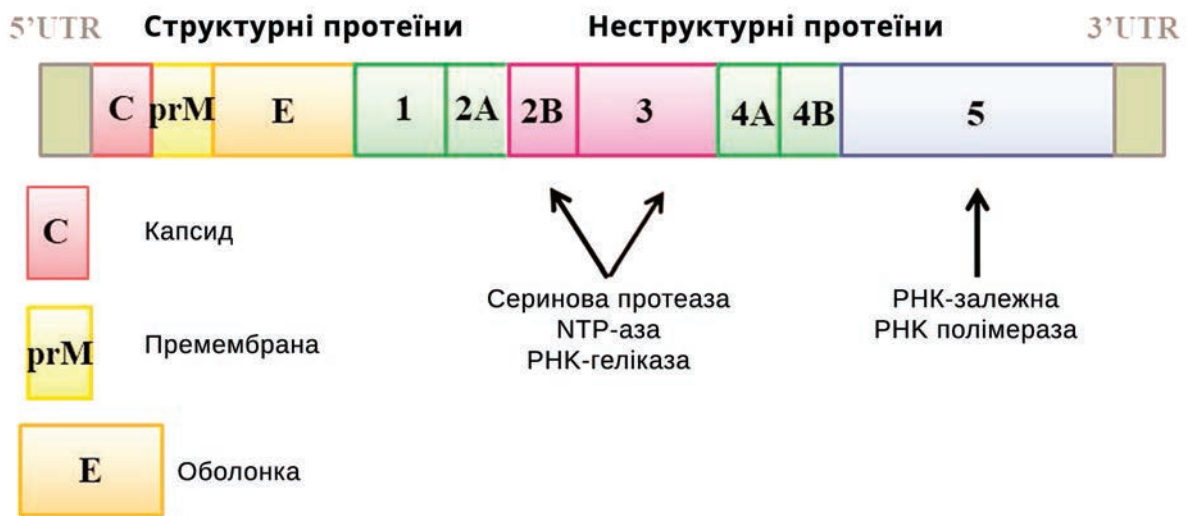 5’UTR Структурні протеїни Неструктурні протеїни 3’UTR
C prM E 1 2A 2B 3 4A 4B 5
C Капсид
prM Премембрана
E Оболонка
Серинова протеаза
NTP-аза
РНК-геліказа
РНК-залежна
РНК полімераза